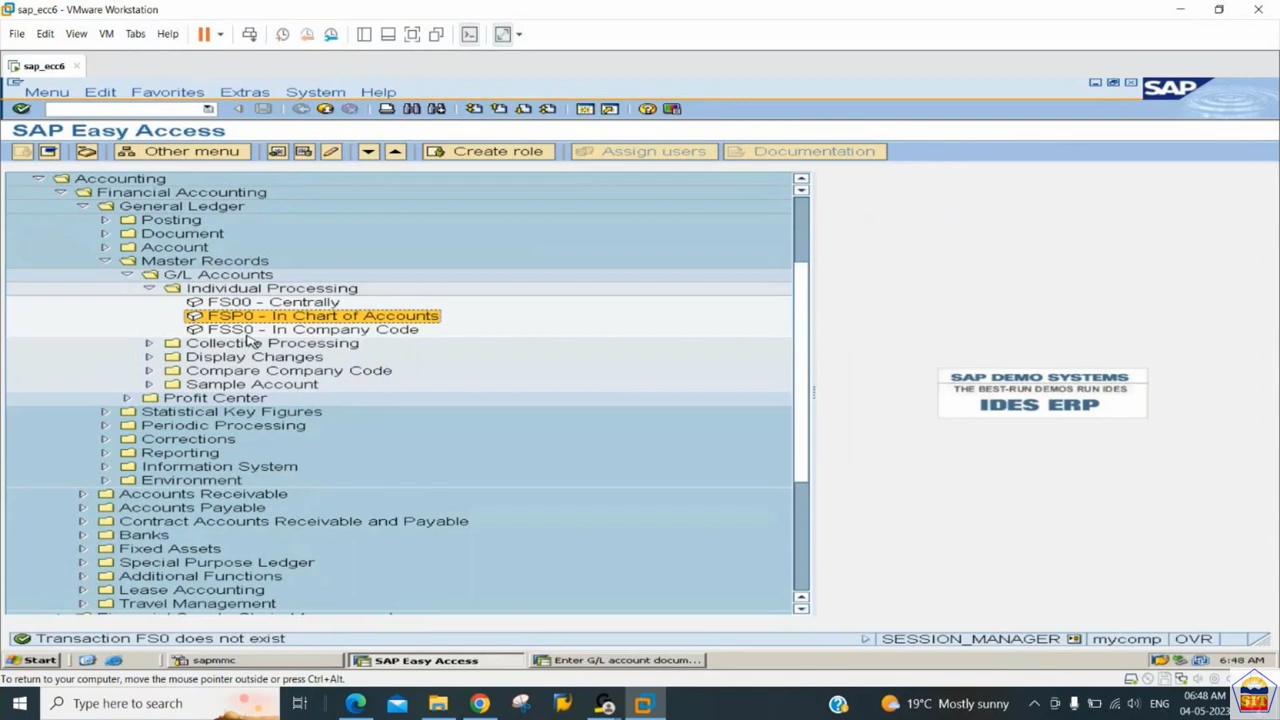 sap_ecc6 - VMware Workstation
File Edit View VM Tabs Help
sap_ecc6
Menu Edit Favorites Extras System Help
SAP
SAP Easy Access
Other menu Create role Assign users Documentation
Accounting
Financial Accounting
General Ledger
Posting
Document
Account
Master Records
G/L Accounts
Individual Processing
FS00 - Centrally
FSP0 - In Chart of Accounts
FSS0 - In Company Code
Collective Processing
Display Changes
Compare Company Code
Sample Account
Profit Center
Statistical Key Figures
Periodic Processing
Corrections
Reporting
Information System
Environment
Accounts Receivable
Accounts Payable
Contract Accounts Receivable and Payable
Banks
Fixed Assets
Special Purpose Ledger
Additional Functions
Lease Accounting
Travel Management
SAP DEMO SYSTEMS
THE BEST-RUN DEMOS RUN IDES
IDES ERP
Transaction FS0 does not exist
SESSION_MANAGER mycomp OVR
Start sapmmc SAP Easy Access Enter G/L account docum... 6:48 AM
To return to your computer, move the mouse pointer outside or press Ctrl+Alt.
Type here to search 19°C Mostly sunny ENG 06:48 AM
04-05-2023
SIT